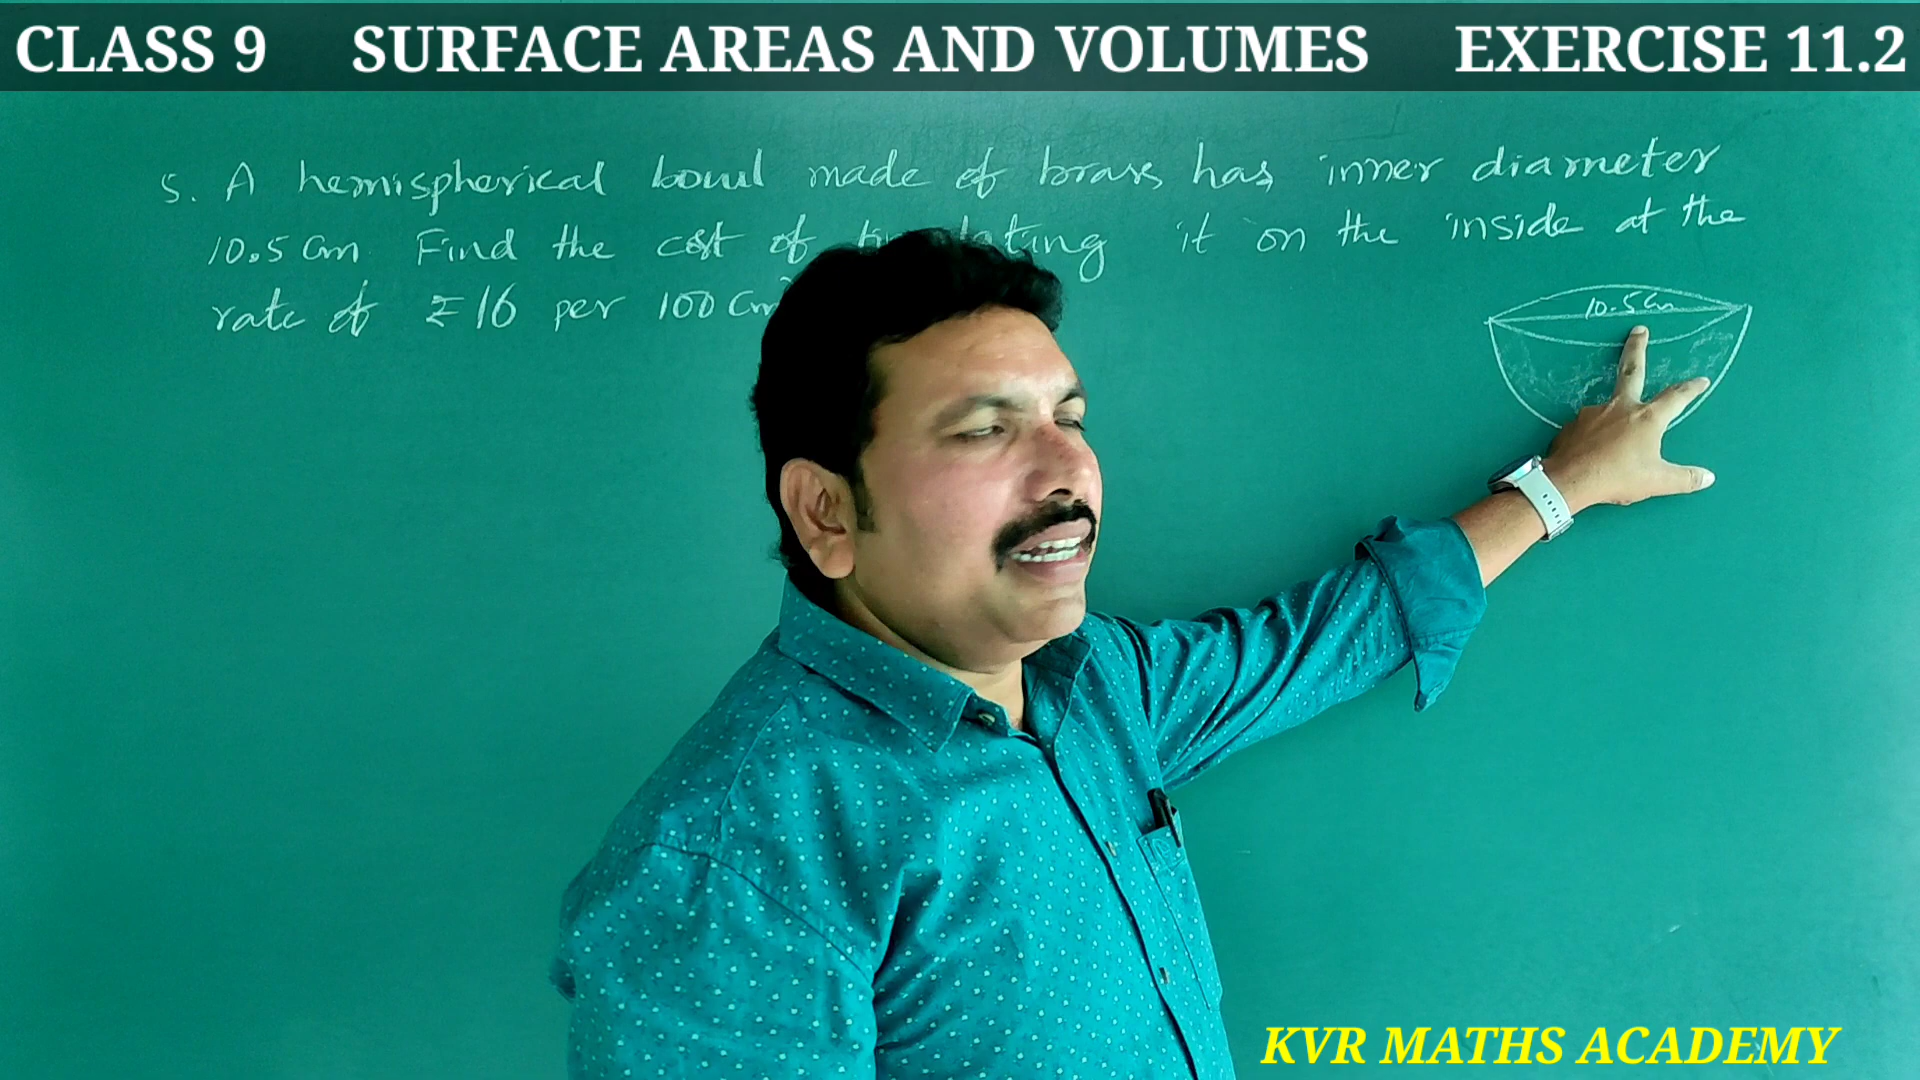 CLASS 9 SURFACE AREAS AND VOLUMES EXERCISE 11.2
5. A hemispherical bowl made of brass has inner diameter
10.5 cm Find the cost of it on the inside at the
rate of ₹16 per 100 cm
10.5 cm
KVR MATHS ACADEMY